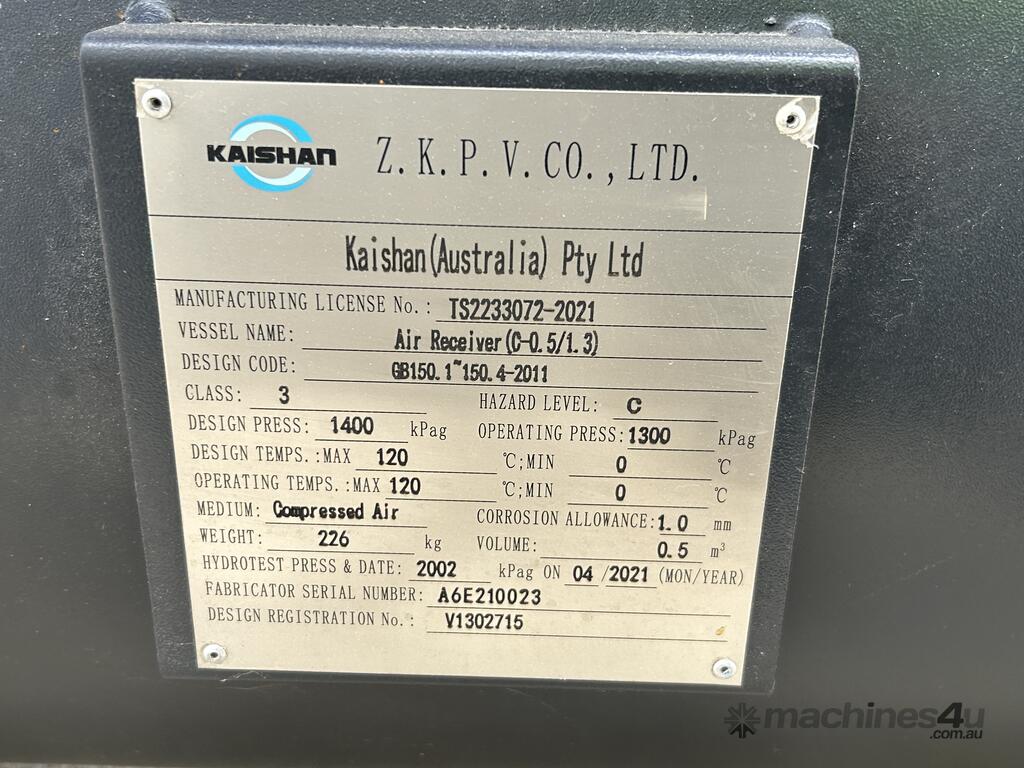 KAISHAN Z. K. P. V. CO., LTD.
Kaishan(Australia) Pty Ltd
MANUFACTURING LICENSE No.: TS2233072-2021
VESSEL NAME: Air Receiver(C-0.5/1.3)
DESIGN CODE: GB150.1~150.4-2011
CLASS: 3 HAZARD LEVEL: C
DESIGN PRESS: 1400 kPag OPERATING PRESS: 1300 kPag
DESIGN TEMPS.:MAX 120 ℃;MIN 0 ℃
OPERATING TEMPS.:MAX 120 ℃;MIN 0 ℃
MEDIUM: Compressed Air CORROSION ALLOWANCE: 1.0 mm
WEIGHT: 226 kg VOLUME: 0.5 m³
HYDROTEST PRESS & DATE: 2002 kPag ON 04 /2021 (MON/YEAR)
FABRICATOR SERIAL NUMBER: A6E210023
DESIGN REGISTRATION No.: V1302715
machines4u
.com.au